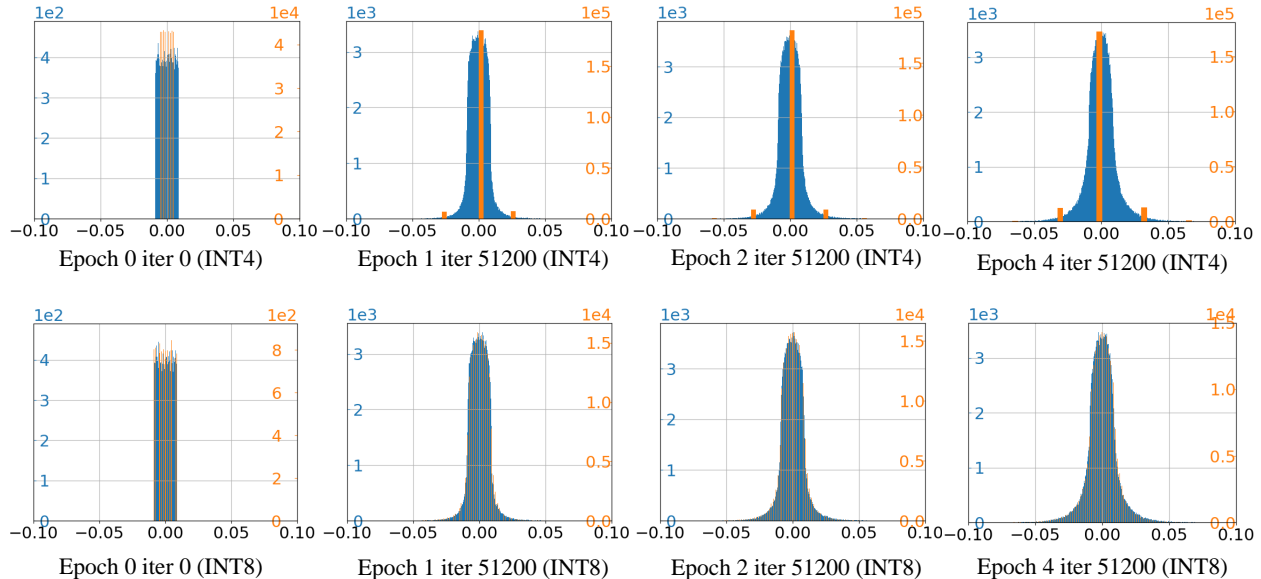 1e2 1e4 1e3 1e5 1e3 1e5 1e3 1e5
4 4 3 1.5 3 1.5 3 1.5
3 3 2 1.0 2 1.0 2 1.0
2 2 1 0.5 1 0.5 1 0.5
1 1
0 0 0 0.0 0 0.0 0 0.0
−0.10 −0.05 0.00 0.05 0.10 −0.10 −0.05 0.00 0.05 0.10 −0.10 −0.05 0.00 0.05 0.10 −0.10 −0.05 0.00 0.05 0.10
Epoch 0 iter 0 (INT4) Epoch 1 iter 51200 (INT4) Epoch 2 iter 51200 (INT4) Epoch 4 iter 51200 (INT4)
1e2 1e2 1e3 1e4 1e3 1e4 1e3 1e4
4 8 3 1.5 3 1.5 3 1.5
3 6 2 1.0 2 1.0 2 1.0
2 4 1 0.5 1 0.5 1 0.5
1 2
0 0 0 0.0 0 0.0 0 0.0
−0.10 −0.05 0.00 0.05 0.10 −0.10 −0.05 0.00 0.05 0.10 −0.10 −0.05 0.00 0.05 0.10 −0.10 −0.05 0.00 0.05 0.10
Epoch 0 iter 0 (INT8) Epoch 1 iter 51200 (INT8) Epoch 2 iter 51200 (INT8) Epoch 4 iter 51200 (INT8)